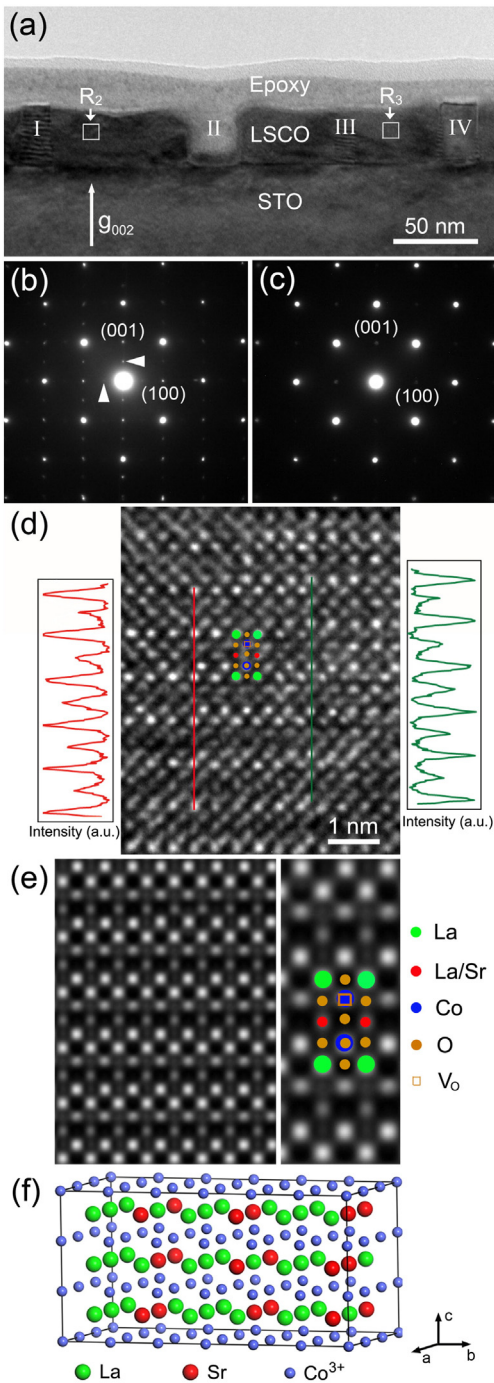 (a)
Epoxy
R2 R3
I II LSCO III IV
STO
g002 50 nm
(b) (c)
(001) (001)
(100) (100)
(d)
1 nm
Intensity (a.u.) Intensity (a.u.)
(e)
La
La/Sr
Co
O
VO
(f)
c
a b
La Sr Co3+